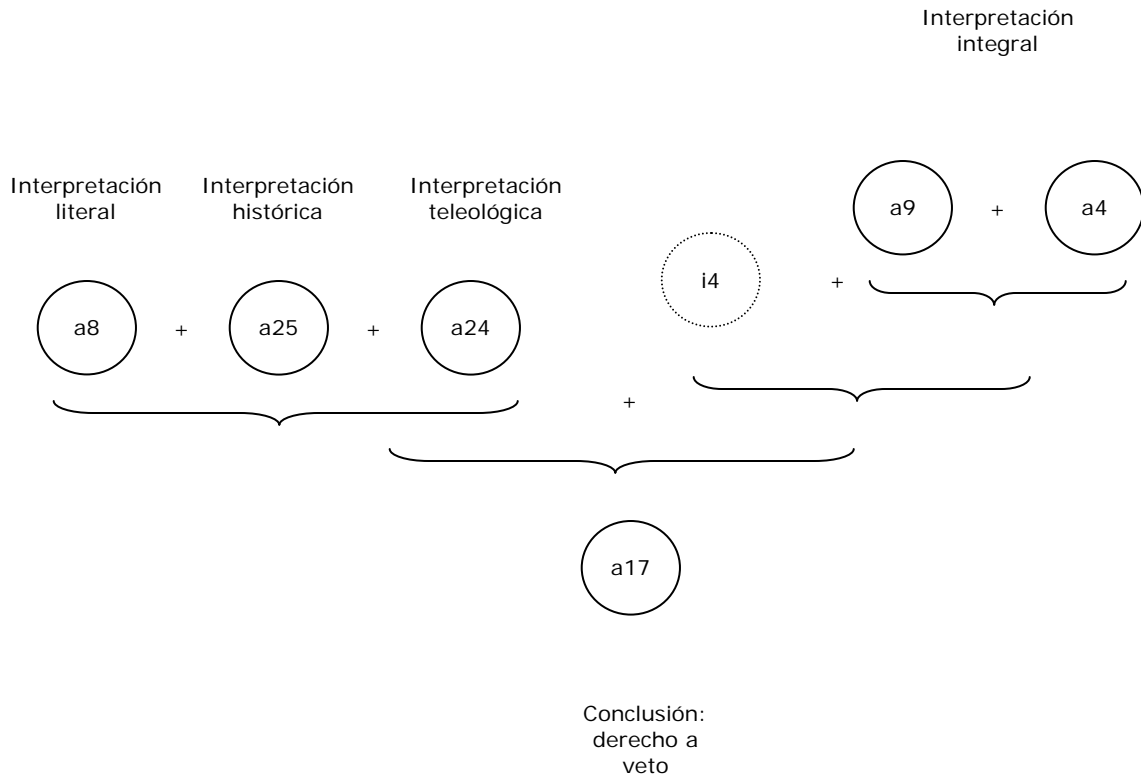 Interpretación
integral
Interpretación
literal
Interpretación
histórica
Interpretación
teleológica
a9 + a4
i4 +
a8 + a25 + a24
+
a17
Conclusión:
derecho a
veto